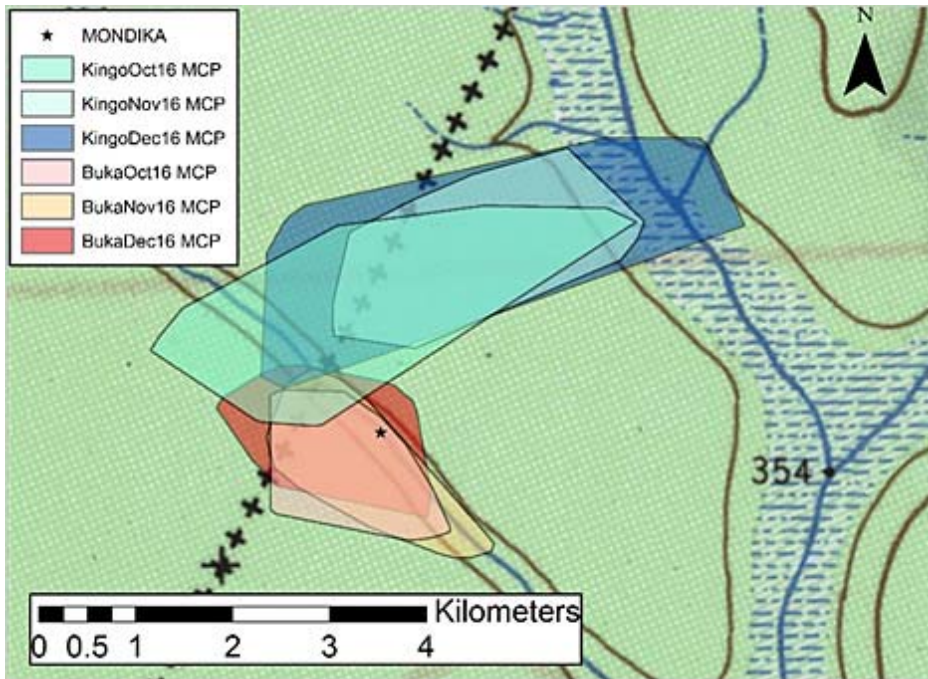 MONDIKA
KingoOct16 MCP
KingoNov16 MCP
KingoDec16 MCP
BukaOct16 MCP
BukaNov16 MCP
BukaDec16 MCP
N
354
Kilometers
0 0.5 1 2 3 4